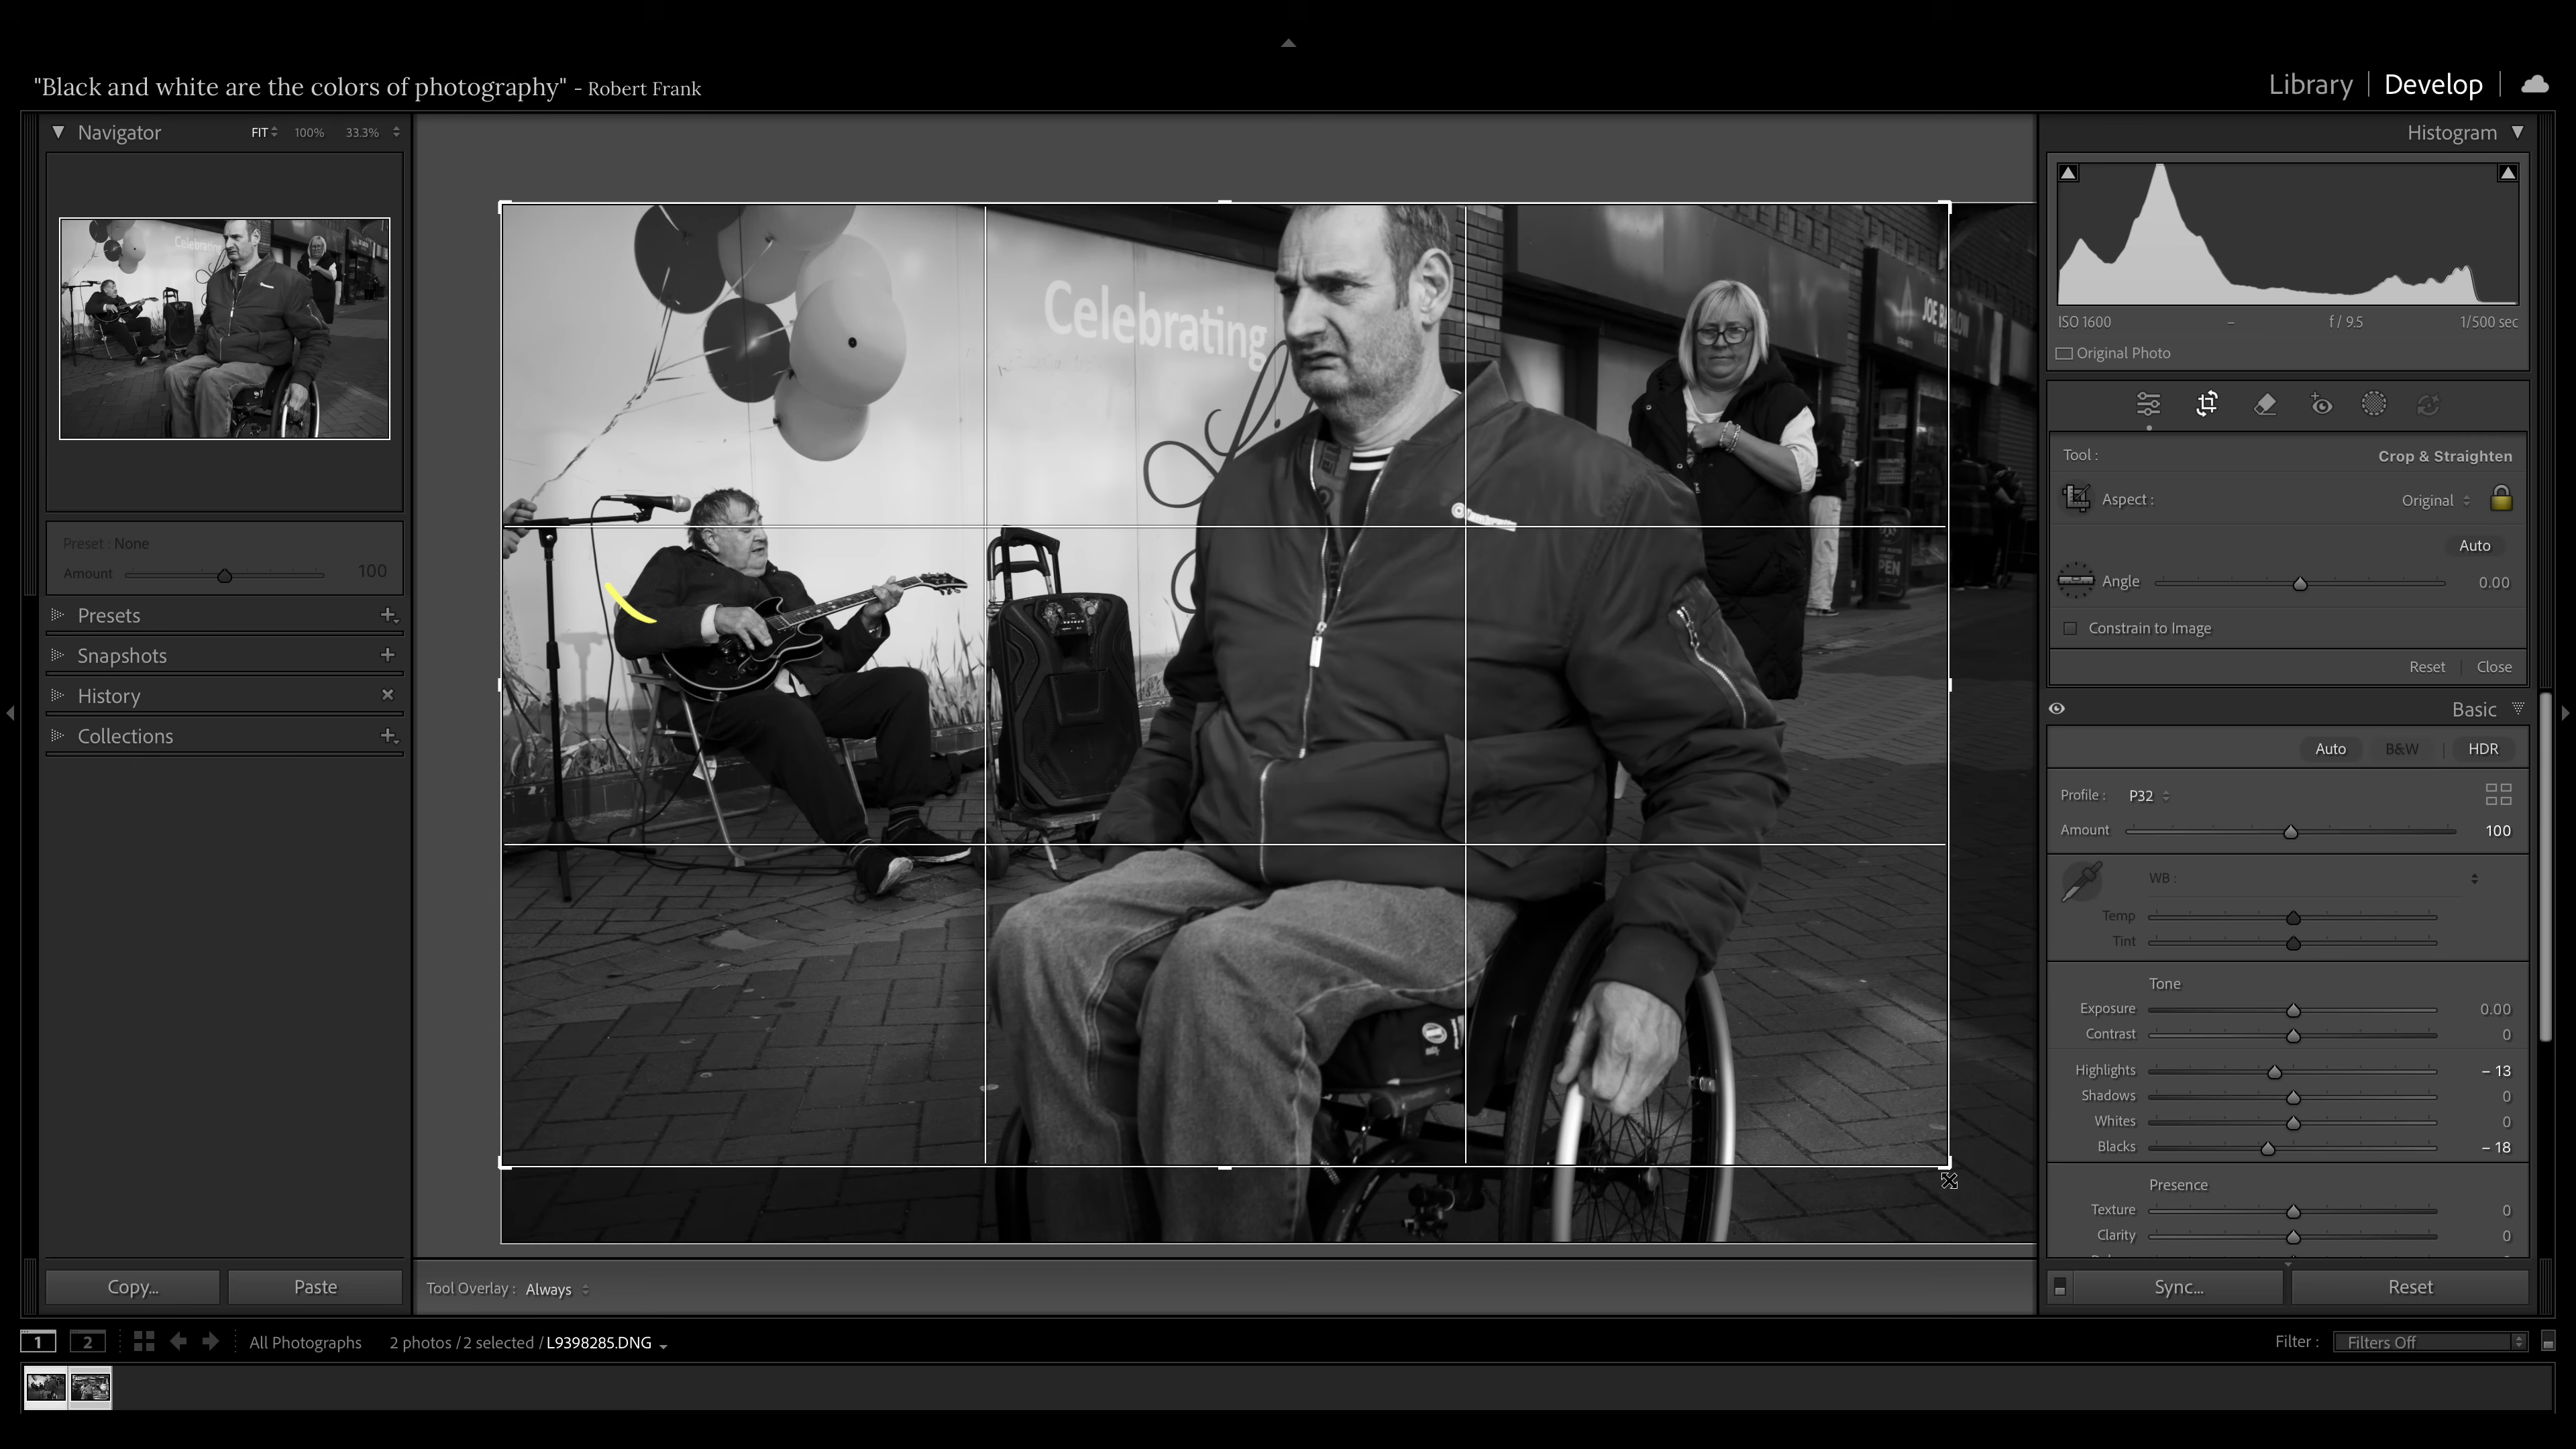 "Black and white are the colors of photography" - Robert Frank
Library | Develop |
Navigator FIT 100% 33.3%
Histogram
Celebrating
ISO 1600 – f / 9.5 1/500 sec
Original Photo
Tool : Crop & Straighten
Aspect : Original
Auto
Angle 0.00
Constrain to Image
Reset Close
Preset : None
Amount 100
Presets
Snapshots
History
Collections
OPEN
Basic
Auto B&W | HDR
Profile : P32
Amount 100
WB :
Temp
Tint
Tone
Exposure 0.00
Contrast 0
Highlights – 13
Shadows 0
Whites 0
Blacks – 18
Presence
Texture 0
Clarity 0
Copy... Paste
Tool Overlay : Always
Sync... Reset
1 2 All Photographs 2 photos / 2 selected / L9398285.DNG
Filter : Filters Off